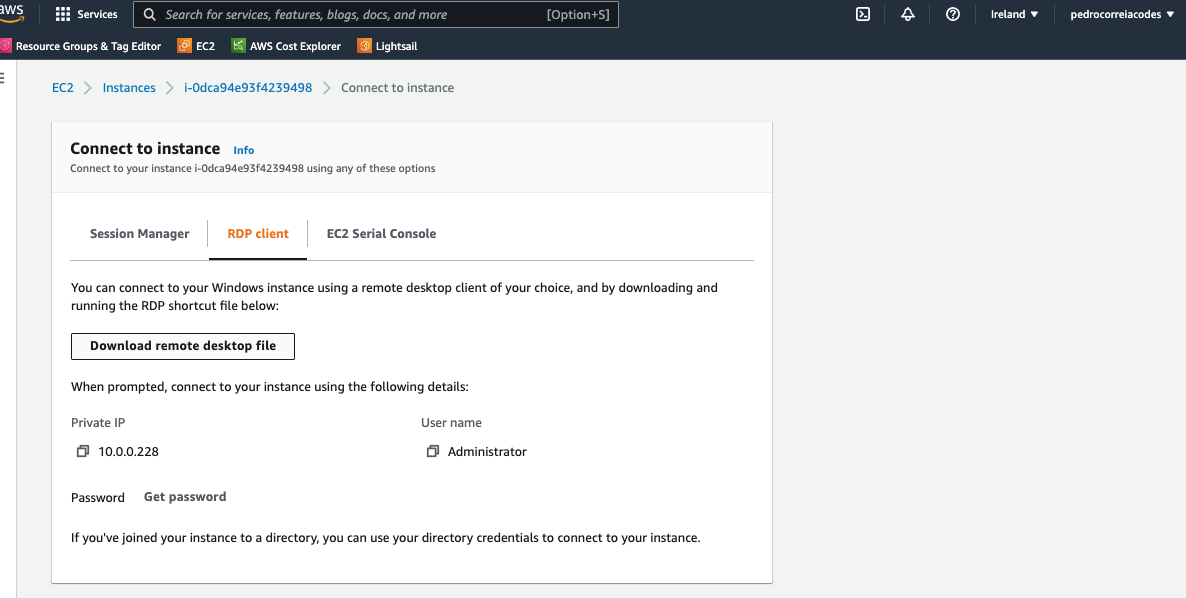 aws
Services
Search for services, features, blogs, docs, and more
[Option+S]
Ireland ▼
pedrocorreiacodes ▼
Resource Groups & Tag Editor
EC2
AWS Cost Explorer
Lightsail
EC2 > Instances > i-0dca94e93f4239498 > Connect to instance
Connect to instance Info
Connect to your instance i-0dca94e93f4239498 using any of these options
Session Manager
RDP client
EC2 Serial Console
You can connect to your Windows instance using a remote desktop client of your choice, and by downloading and
running the RDP shortcut file below:
Download remote desktop file
When prompted, connect to your instance using the following details:
Private IP
User name
10.0.0.228
Administrator
Password Get password
If you've joined your instance to a directory, you can use your directory credentials to connect to your instance.